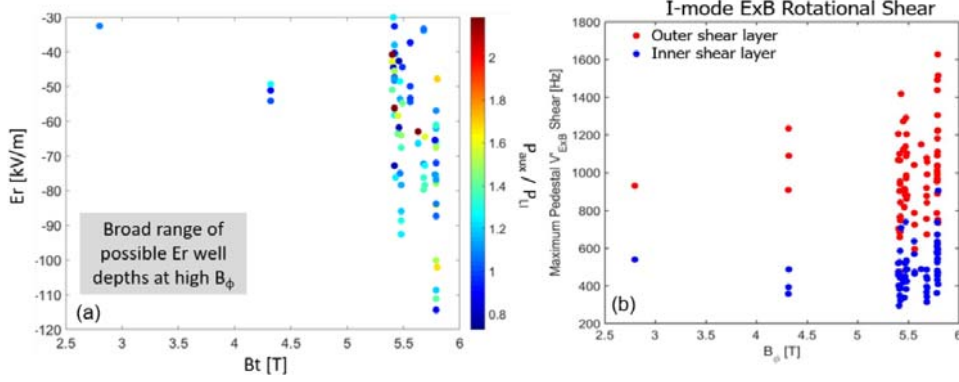 -30
-40
-50
-60
-70
-80
-90
-100
-110
-120
Er [kV/m]
Broad range of
possible Er well
depths at high Bϕ
(a)
2.5 3 3.5 4 4.5 5 5.5 6
Bt [T]
2
1.8
1.6
1.4
1.2
1
0.8
P_aux / P_LI
I-mode ExB Rotational Shear
Outer shear layer
Inner shear layer
1800
1600
1400
1200
1000
800
600
400
200
Maximum Pedestal V'_ExB Shear [Hz]
(b)
2.5 3 3.5 4 4.5 5 5.5 6
B_ϕ [T]